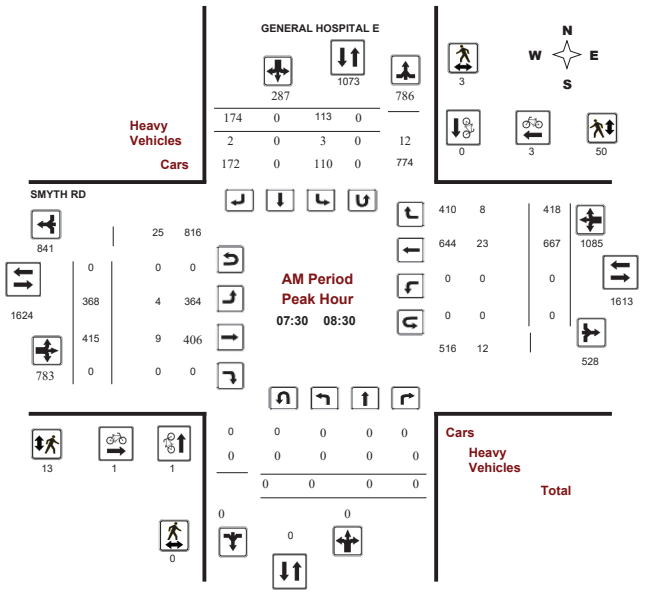 GENERAL HOSPITAL E
N
W E
S
1073
3
287 786
174 0 113 0
Heavy
Vehicles
2 0 3 0 12
Cars
172 0 110 0 774
0 3 50
SMYTH RD
841
25 816
410 8 418
1085
644 23 667
0 0 0
1624
368 4 364
0 0 0
1613
415 9 406
0 0 0
783
0 0 0
516 12
528
AM Period
Peak Hour
07:30 08:30
0 0 0 0 0
Cars
0 0 0 0 0
Heavy
Vehicles
0 0 0 0
Total
13 1 1
0 0
0
0